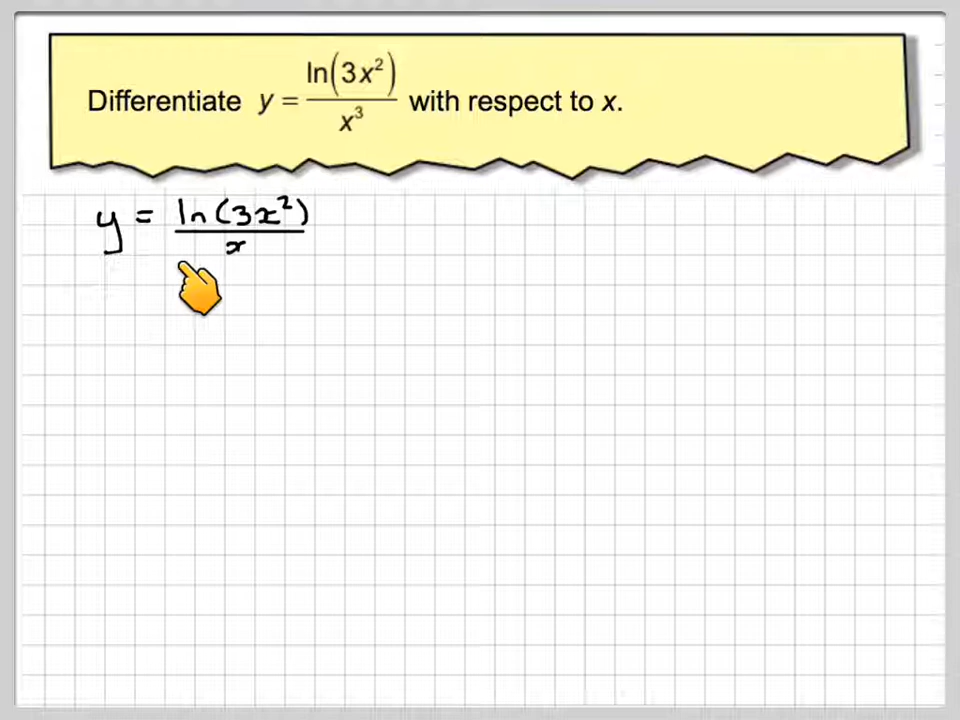 Differentiate y = ln(3x²)/x³ with respect to x.
y = ln(3x²)/x